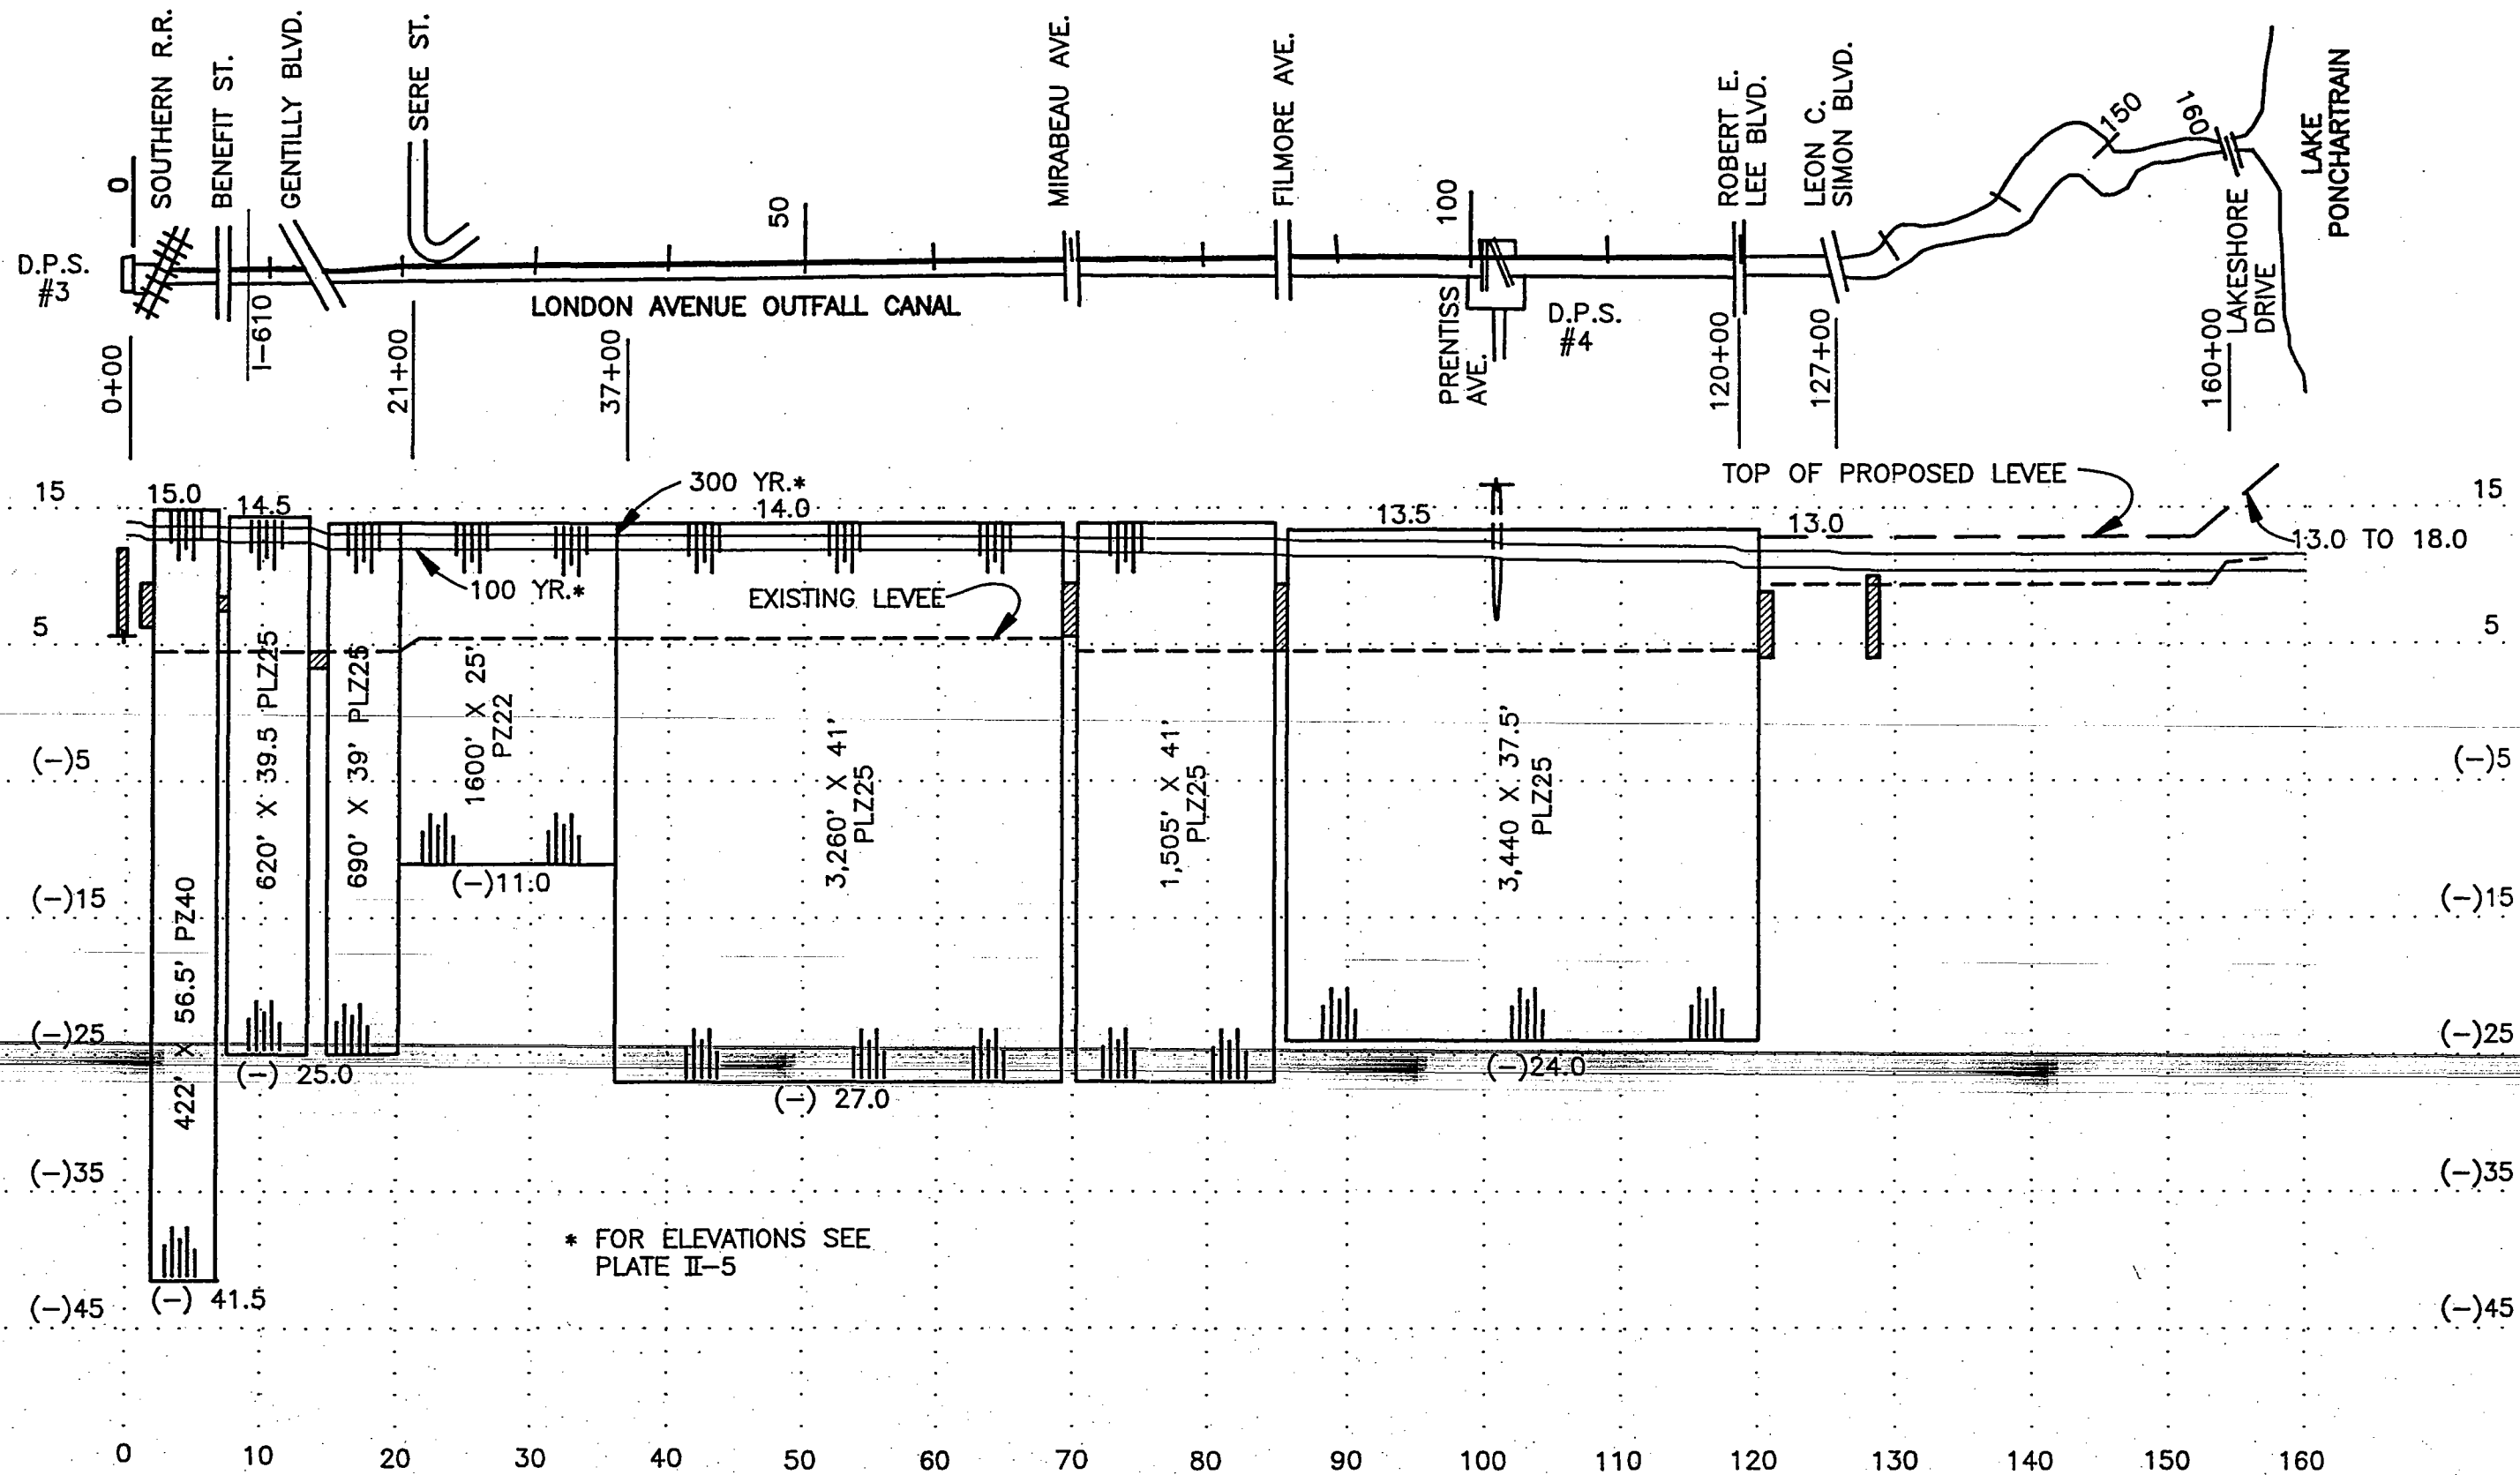 SOUTHERN R.R.
BENEFIT ST.
GENTILLY BLVD.
SERE ST.
MIRABEAU AVE.
FILMORE AVE.
ROBERT E.
LEE BLVD.
LEON C.
SIMON BLVD.
LAKE
PONCHARTRAIN
0
50
100
150
160
D.P.S.
#3
I-610
LONDON AVENUE OUTFALL CANAL
PRENTISS
AVE.
D.P.S.
#4
LAKESHORE
DRIVE
0+00
21+00
37+00
120+00
127+00
160+00
15
15.0
14.5
300 YR.*
14.0
13.5
TOP OF PROPOSED LEVEE
13.0
15
13.0 TO 18.0
100 YR.*
EXISTING LEVEE
5
5
422' X 56.5' PZ40
620' X 39.5 PLZ25
690' X 39' PLZ25
1600' X 25'
PZ22
3,260' X 41'
PLZ25
1,505' X 41'
PLZ25
3,440 X 37.5'
PLZ25
(-)5
(-)5
(-)11.0
(-)15
(-)15
(-)25
(-)25
(-) 25.0
(-) 27.0
(-)24.0
(-)35
(-)35
* FOR ELEVATIONS SEE
PLATE II-5
(-) 41.5
(-)45
(-)45
0 10 20 30 40 50 60 70 80 90 100 110 120 130 140 150 160